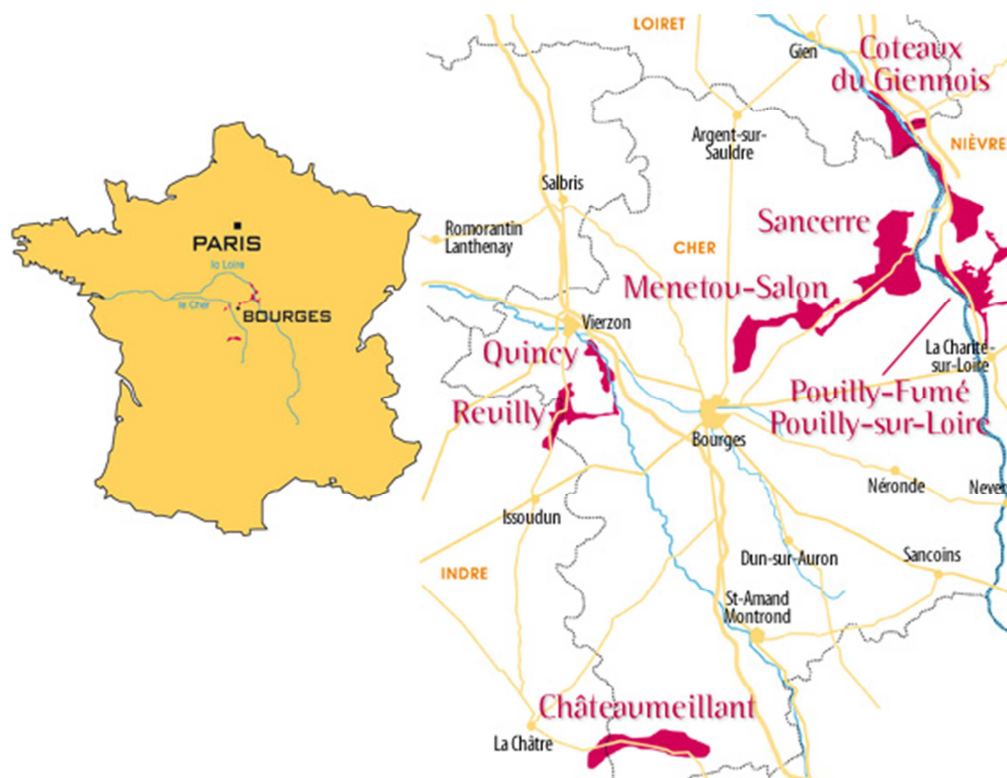 PARIS
la Loire
le Cher
BOURGES
LOIRET
Gien
Coteaux
du Giennois
Argent-sur-
Sauldre
NIÈVRE
Salbris
Romorantin
Lanthenay
Sancerre
CHER
Menetou-Salon
Vierzon
Quincy
La Charité-
sur-Loire
Reuilly
Pouilly-Fumé
Pouilly-sur-Loire
Bourges
Néronde
Never
Issoudun
Dun-sur-Auron
Sancoins
INDRE
St-Amand
Montrond
Châteaumeillant
La Châtre